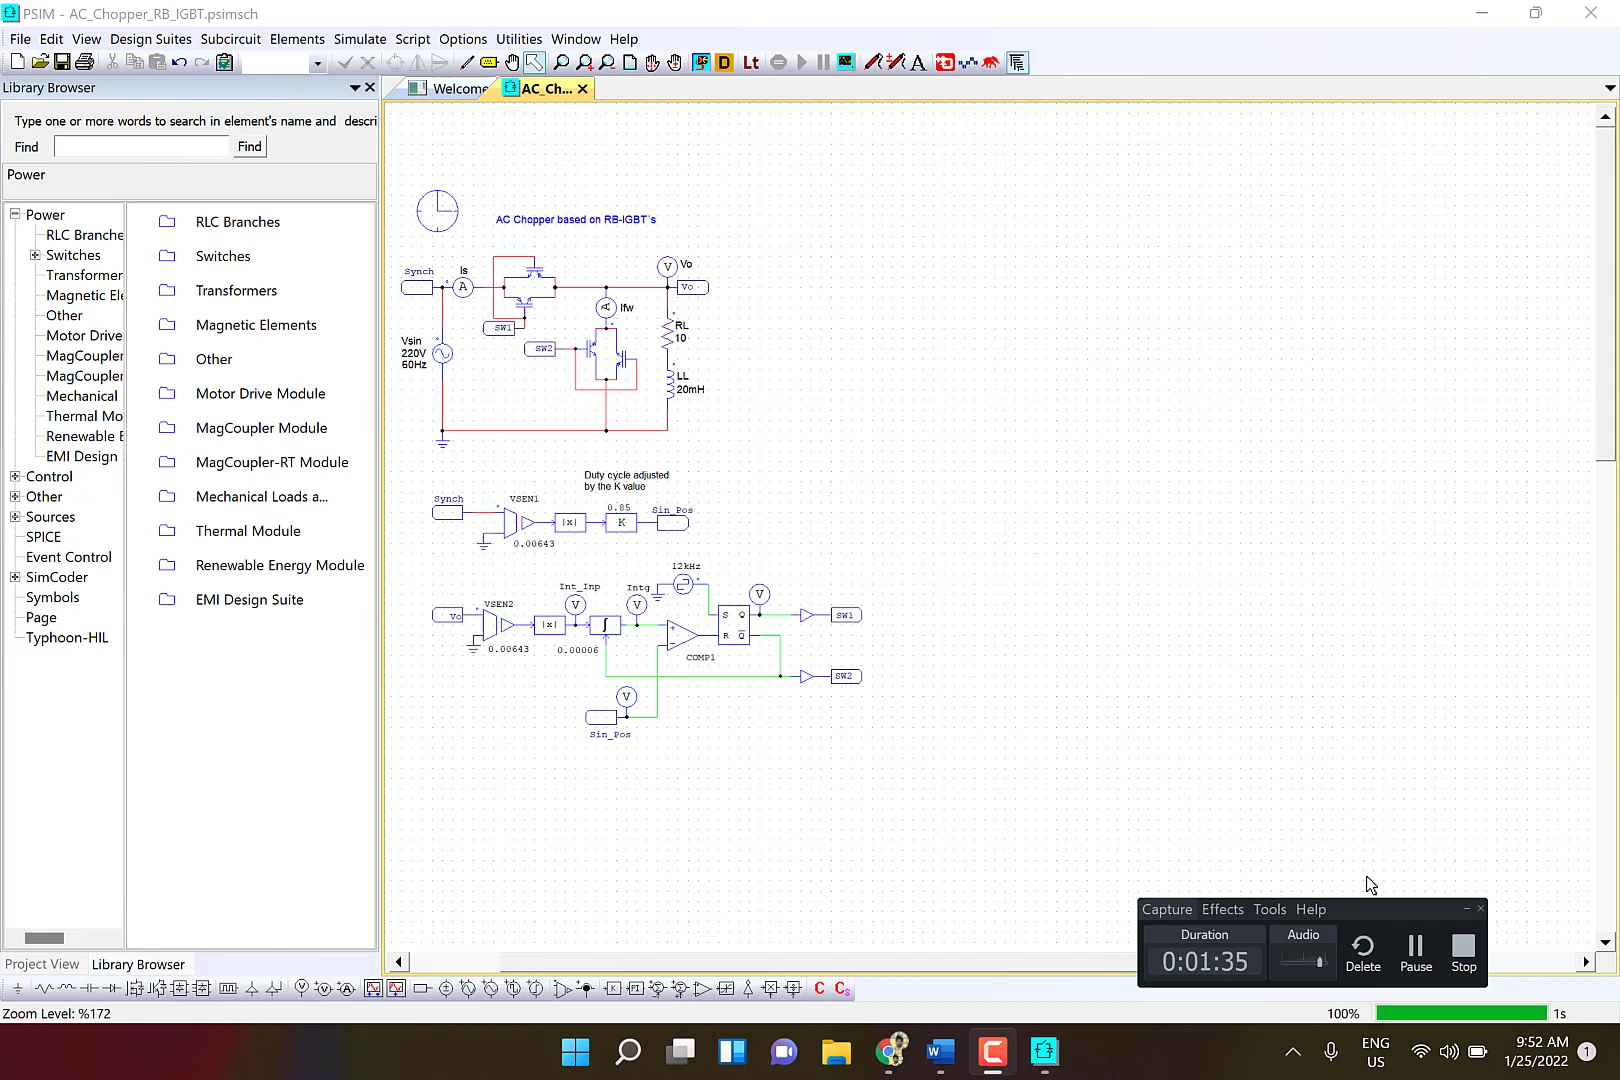 PSIM - AC_Chopper_RB_IGBT.psimsch
File Edit View Design Suites Subcircuit Elements Simulate Script Options Utilities Window Help
D Lt A
Library Browser
Welcome AC_Ch...
Type one or more words to search in element's name and descri
Find Find
Power
Power
RLC Branche
Switches
Transformer
Magnetic El
Other
Motor Drive
MagCoupler
MagCoupler
Mechanical
Thermal Mo
Renewable E
EMI Design
Control
Other
Sources
SPICE
Event Control
SimCoder
Symbols
Page
Typhoon-HIL
RLC Branches
Switches
Transformers
Magnetic Elements
Other
Motor Drive Module
MagCoupler Module
MagCoupler-RT Module
Mechanical Loads a...
Thermal Module
Renewable Energy Module
EMI Design Suite
AC Chopper based on RB-IGBT´s
Synch Is V Vo
A Vo
A Ifw
SW1
RL
10
SW2
Vsin
220V
60Hz
LL
20mH
Duty cycle adjusted
by the K value
Synch VSEN1 0.85 Sin_Pos
|x| K
0.00643
12kHz
Int_Inp Intg
V V V
VSEN2
Vo |x| ∫ S Q SW1
R Q
0.00643 0.00006 COMP1
SW2
V
Sin_Pos
Capture Effects Tools Help
Duration Audio
0:01:35 Delete Pause Stop
Project View Library Browser
V V A K PI C Cs
Zoom Level: %172 100% 1s
ENG
US
9:52 AM
1/25/2022
1